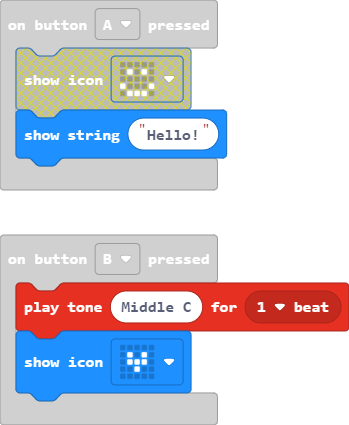 on button A pressed
show icon
show string "Hello!"
on button B pressed
play tone Middle C for 1 beat
show icon